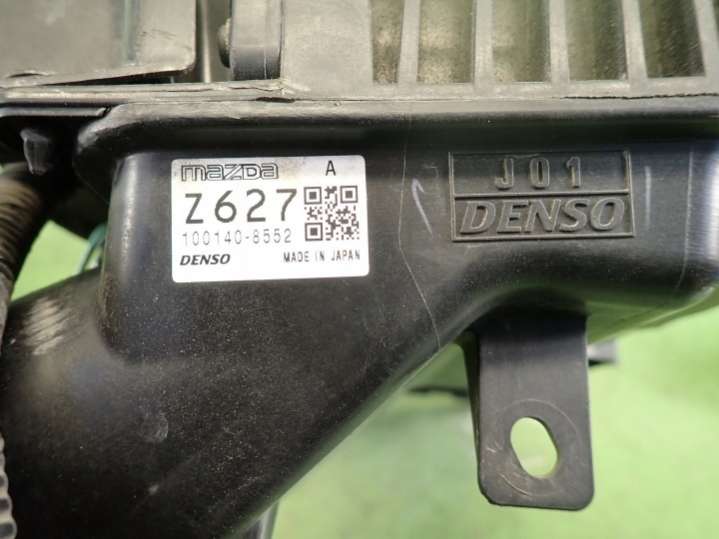 mazda A
Z627
100140-8552
DENSO MADE IN JAPAN
J01
DENSO